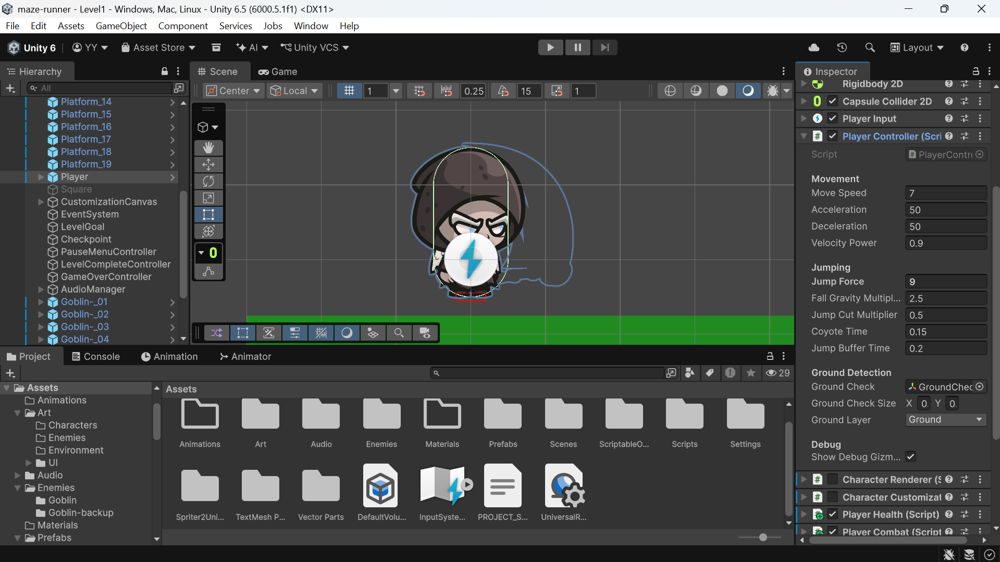 maze-runner - Level1 - Windows, Mac, Linux - Unity 6.5 (6000.5.1f1) <DX11>
File Edit Assets GameObject Component Services Jobs Window Help
Unity 6 YY Asset Store AI Unity VCS Layout
Hierarchy
All
Platform_14
Platform_15
Platform_16
Platform_17
Platform_18
Platform_19
Player
Square
CustomizationCanvas
EventSystem
LevelGoal
Checkpoint
PauseMenuController
LevelCompleteController
GameOverController
AudioManager
Goblin-_01
Goblin-_02
Goblin-_03
Goblin-_04
Scene Game
Center Local 1 0.25 15 1
Inspector
Rigidbody 2D
Capsule Collider 2D
Player Input
Player Controller (Scri
Script PlayerContr
Movement
Move Speed 7
Acceleration 50
Deceleration 50
Velocity Power 0.9
Jumping
Jump Force 9
Fall Gravity Multipl... 2.5
Jump Cut Multiplier 0.5
Coyote Time 0.15
Jump Buffer Time 0.2
Ground Detection
Ground Check GroundChec
Ground Check Size X 0. Y 0.
Ground Layer Ground
Debug
Show Debug Gizm...
Character Renderer (S
Character Customizat
Player Health (Script)
Player Combat (Script
Project Console Animation Animator
29
Assets
Animations
Art
Characters
Enemies
Environment
UI
Audio
Enemies
Goblin
Goblin-backup
Materials
Prefabs
Assets
Animations Art Audio Enemies Materials Prefabs Scenes ScriptableO... Scripts Settings
Spriter2Uni... TextMesh P... Vector Parts DefaultVolu... InputSyste... PROJECT_S... UniversalR...